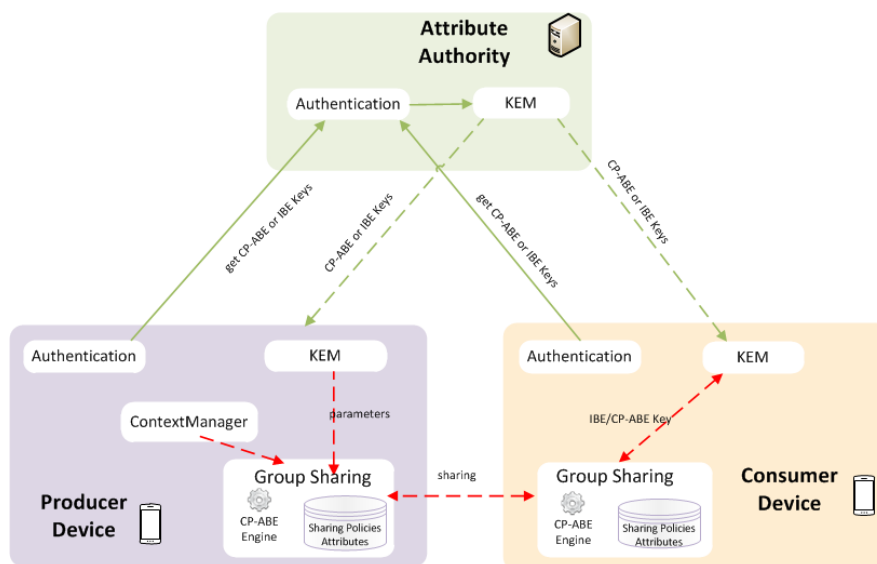 Attribute
Authority
Authentication
KEM
get CP-ABE or IBE Keys
CP-ABE or IBE Keys
get CP-ABE or IBE Keys
CP-ABE or IBE Keys
Authentication
KEM
Authentication
KEM
ContextManager
parameters
IBE/CP-ABE Key
Group Sharing
CP-ABE
Engine
Sharing Policies
Attributes
sharing
Group Sharing
CP-ABE
Engine
Sharing Policies
Attributes
Producer
Device
Consumer
Device